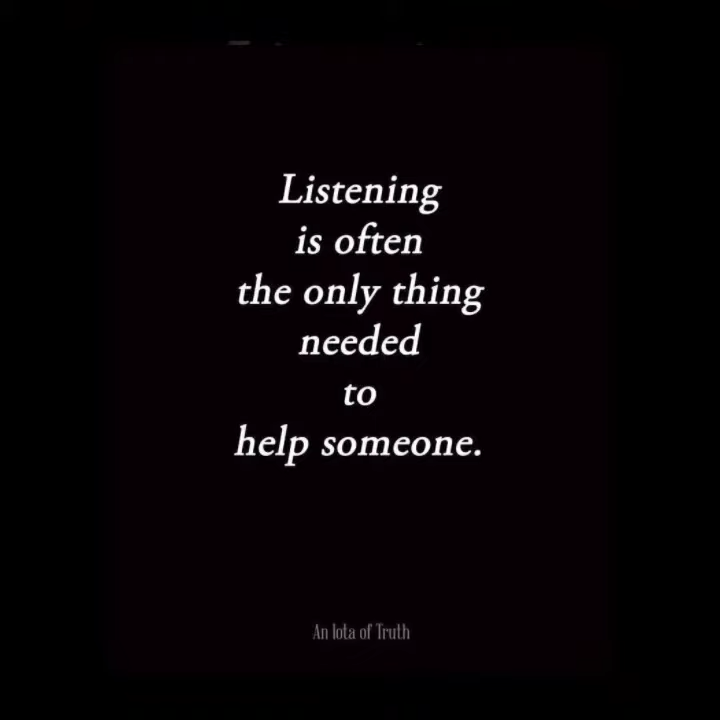 Listening
is often
the only thing
needed
to
help someone.
An Iota of Truth